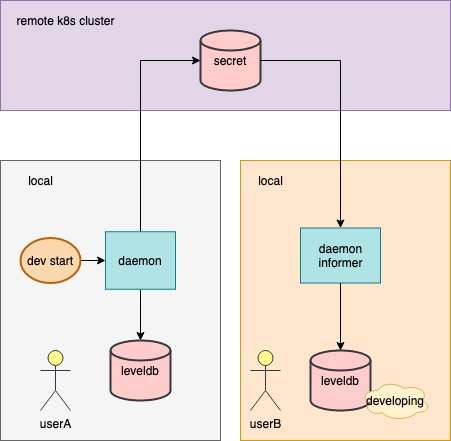 remote k8s cluster
secret
local
dev start
daemon
leveldb
userA
local
daemon
informer
leveldb
developing
userB